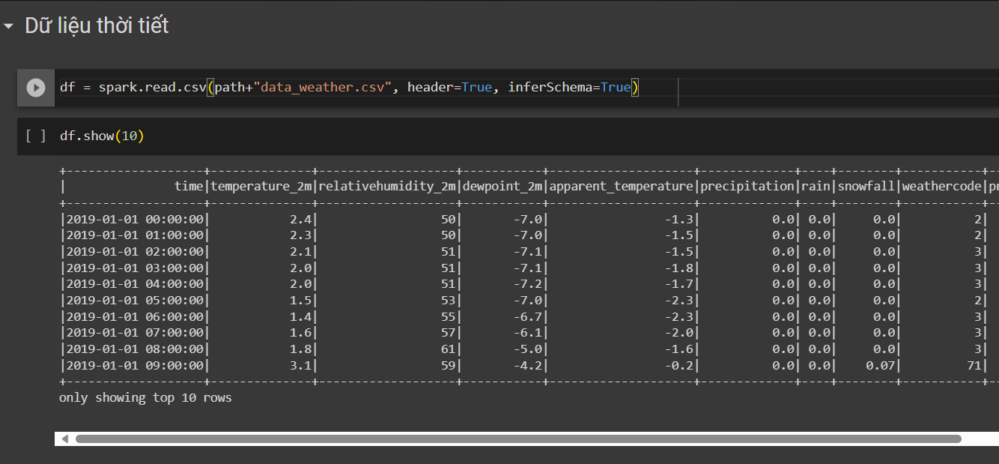 Dữ liệu thời tiết
df = spark.read.csv(path+"data_weather.csv", header=True, inferSchema=True)
[ ] df.show(10)
+-------------------+--------------+-------------------+-----------+--------------------+-------------+----+--------+-----------+--
|               time|temperature_2m|relativehumidity_2m|dewpoint_2m|apparent_temperature|precipitation|rain|snowfall|weathercode|pr
+-------------------+--------------+-------------------+-----------+--------------------+-------------+----+--------+-----------+--
|2019-01-01 00:00:00|           2.4|                 50|       -7.0|                -1.3|          0.0| 0.0|     0.0|          2|
|2019-01-01 01:00:00|           2.3|                 50|       -7.0|                -1.5|          0.0| 0.0|     0.0|          2|
|2019-01-01 02:00:00|           2.1|                 51|       -7.1|                -1.5|          0.0| 0.0|     0.0|          3|
|2019-01-01 03:00:00|           2.0|                 51|       -7.1|                -1.8|          0.0| 0.0|     0.0|          3|
|2019-01-01 04:00:00|           2.0|                 51|       -7.2|                -1.7|          0.0| 0.0|     0.0|          3|
|2019-01-01 05:00:00|           1.5|                 53|       -7.0|                -2.3|          0.0| 0.0|     0.0|          2|
|2019-01-01 06:00:00|           1.4|                 55|       -6.7|                -2.3|          0.0| 0.0|     0.0|          3|
|2019-01-01 07:00:00|           1.6|                 57|       -6.1|                -2.0|          0.0| 0.0|     0.0|          3|
|2019-01-01 08:00:00|           1.8|                 61|       -5.0|                -1.6|          0.0| 0.0|     0.0|          3|
|2019-01-01 09:00:00|           3.1|                 59|       -4.2|                -0.2|          0.0| 0.0|    0.07|         71|
+-------------------+--------------+-------------------+-----------+--------------------+-------------+----+--------+-----------+--
only showing top 10 rows